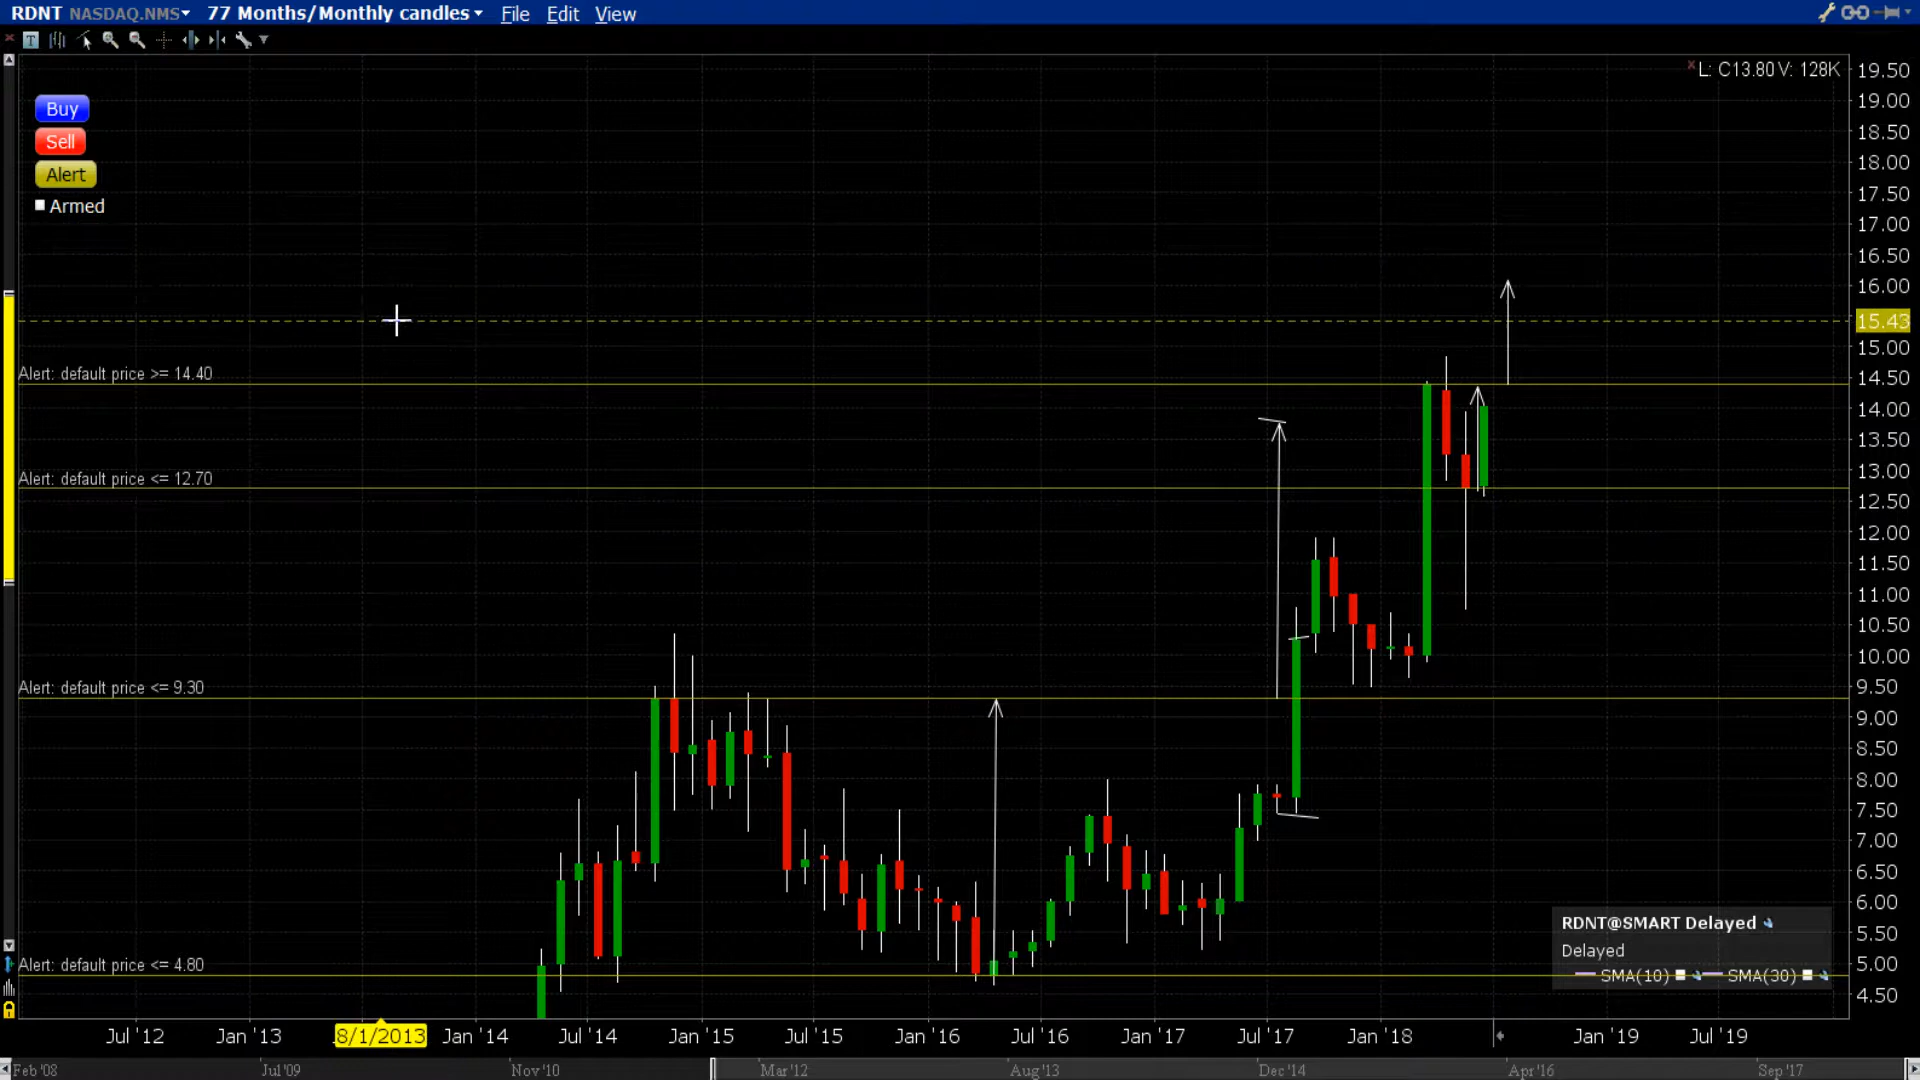 RDNT NASDAQ.NMS 77 Months/Monthly candles File Edit View
L: C13.80 V: 128K
Buy
Sell
Alert
Armed
Alert: default price >= 14.40
Alert: default price <= 12.70
Alert: default price <= 9.30
Alert: default price <= 4.80
19.50
19.00
18.50
18.00
17.50
17.00
16.50
16.00
15.43
15.00
14.50
14.00
13.50
13.00
12.50
12.00
11.50
11.00
10.50
10.00
9.50
9.00
8.50
8.00
7.50
7.00
6.50
6.00
5.50
5.00
4.50
RDNT@SMART Delayed
Delayed
SMA(10) SMA(30)
Jul '12 Jan '13 8/1/2013 Jan '14 Jul '14 Jan '15 Jul '15 Jan '16 Jul '16 Jan '17 Jul '17 Jan '18 Jan '19 Jul '19
Feb '08 Jul '09 Nov '10 Mar '12 Aug '13 Dec '14 Apr '16 Sep '17